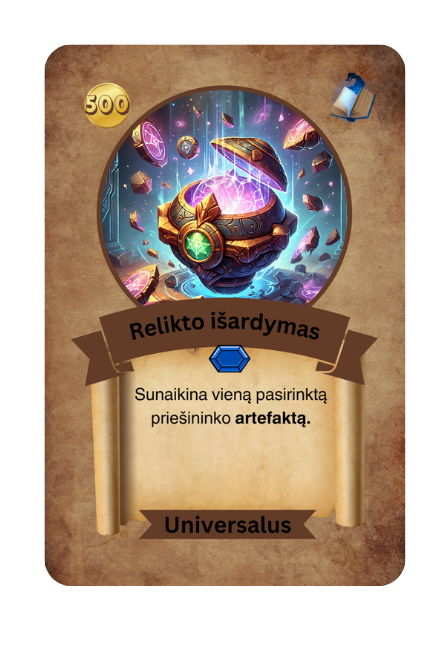 500
Relikto išardymas
Sunaikina vieną pasirinktą
priešininko artefaktą.
Universalus